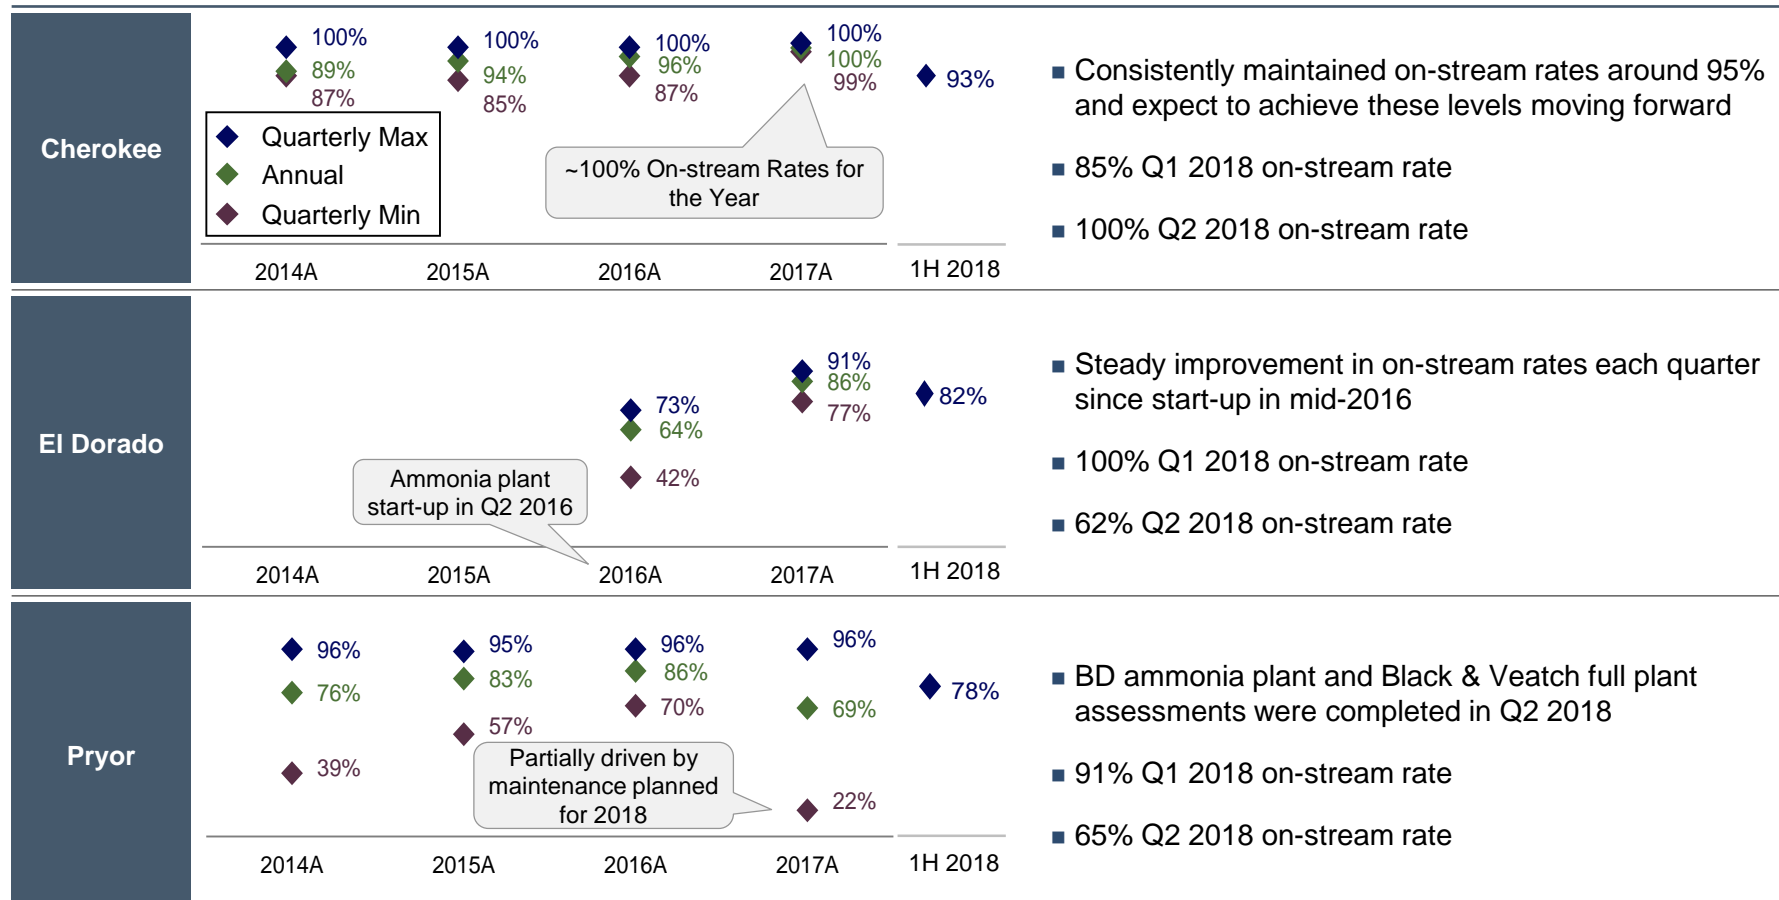 Cherokee
100%
89%
87%
100%
94%
85%
100%
96%
87%
100%
100%
99%
93%
Quarterly Max
Annual
Quarterly Min
~100% On-stream Rates for
the Year
2014A
2015A
2016A
2017A
1H 2018
■ Consistently maintained on-stream rates around 95%
and expect to achieve these levels moving forward
■ 85% Q1 2018 on-stream rate
■ 100% Q2 2018 on-stream rate
El Dorado
73%
64%
42%
91%
86%
77%
82%
Ammonia plant
start-up in Q2 2016
2014A
2015A
2016A
2017A
1H 2018
■ Steady improvement in on-stream rates each quarter
since start-up in mid-2016
■ 100% Q1 2018 on-stream rate
■ 62% Q2 2018 on-stream rate
Pryor
96%
76%
39%
95%
83%
57%
96%
86%
70%
96%
69%
22%
78%
Partially driven by
maintenance planned
for 2018
2014A
2015A
2016A
2017A
1H 2018
■ BD ammonia plant and Black & Veatch full plant
assessments were completed in Q2 2018
■ 91% Q1 2018 on-stream rate
■ 65% Q2 2018 on-stream rate